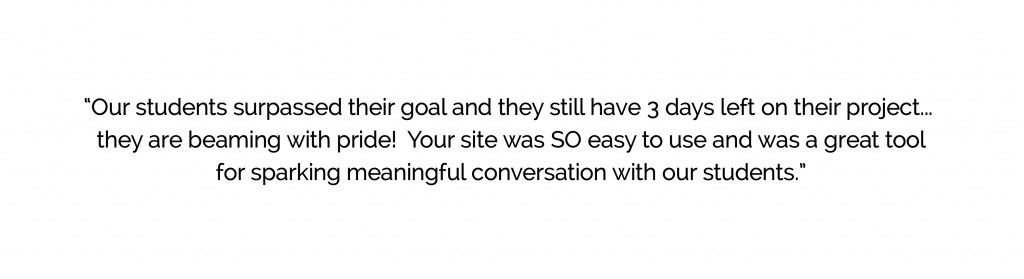 "Our students surpassed their goal and they still have 3 days left on their project...
they are beaming with pride!  Your site was SO easy to use and was a great tool
for sparking meaningful conversation with our students."